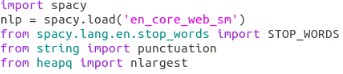 import spacy
nlp = spacy.load('en_core_web_sm')
from spacy.lang.en.stop_words import STOP_WORDS
from string import punctuation
from heapq import nlargest